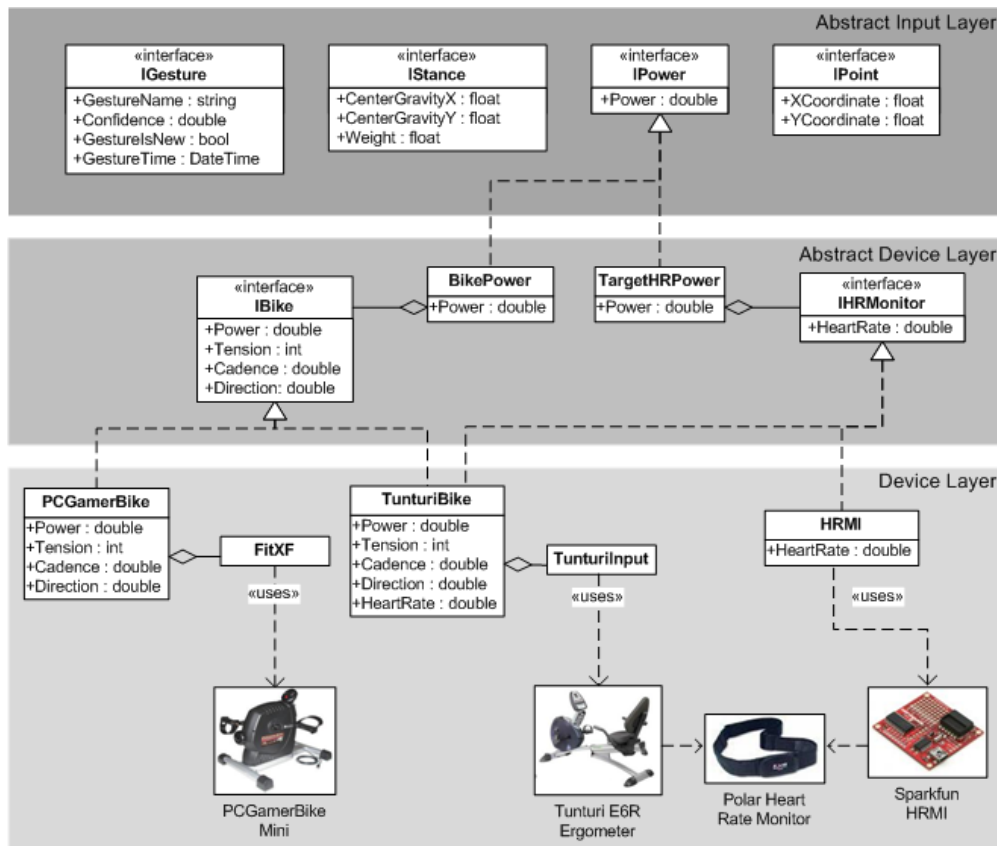 Abstract Input Layer
«interface»
IGesture
+GestureName : string
+Confidence : double
+GestureIsNew : bool
+GestureTime : DateTime
«interface»
IStance
+CenterGravityX : float
+CenterGravityY : float
+Weight : float
«interface»
IPower
+Power : double
«interface»
IPoint
+XCoordinate : float
+YCoordinate : float
Abstract Device Layer
«interface»
IBike
+Power : double
+Tension : int
+Cadence : double
+Direction: double
BikePower
+Power : double
TargetHRPower
+Power : double
«interface»
IHRMonitor
+HeartRate : double
Device Layer
PCGamerBike
+Power : double
+Tension : int
+Cadence : double
+Direction : double
FitXF
«uses»
TunturiBike
+Power : double
+Tension : int
+Cadence : double
+Direction : double
+HeartRate : double
TunturiInput
«uses»
HRMI
+HeartRate : double
«uses»
PCGamerBike
Mini
Tunturi E6R
Ergometer
Polar Heart
Rate Monitor
Sparkfun
HRMI